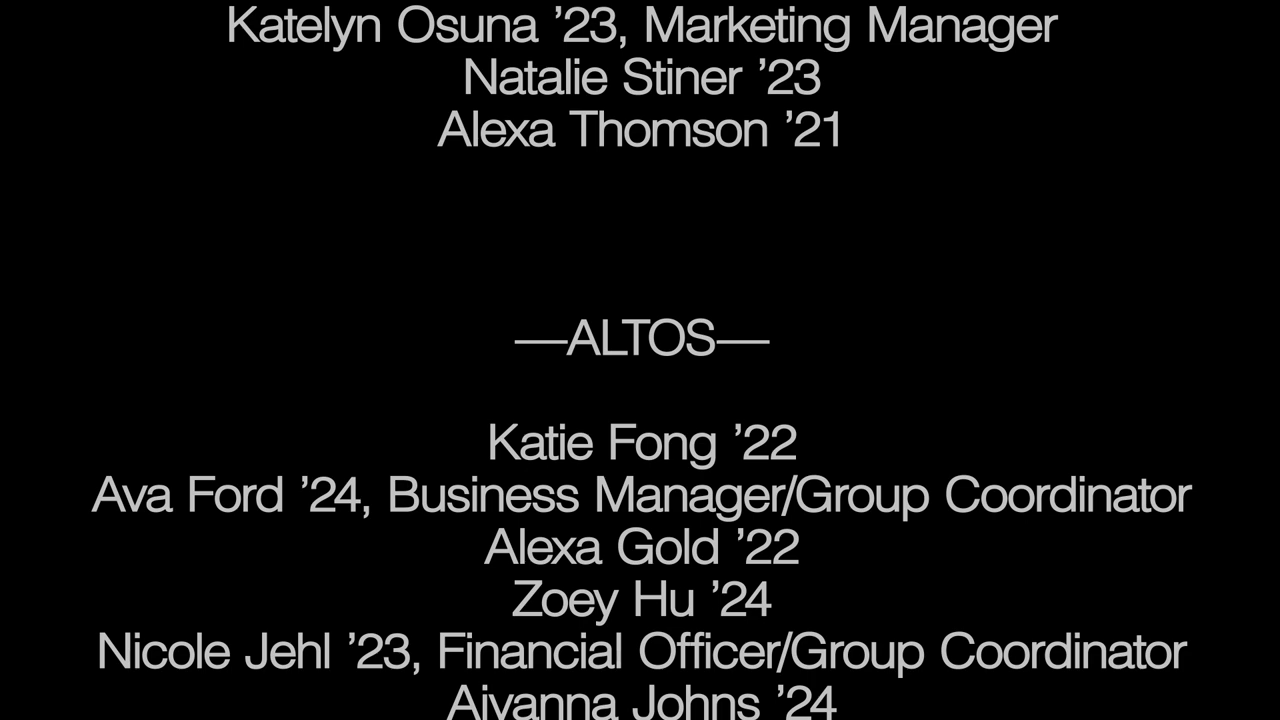 Katelyn Osuna ’23, Marketing Manager
Natalie Stiner ’23
Alexa Thomson ’21
—ALTOS—
Katie Fong ’22
Ava Ford ’24, Business Manager/Group Coordinator
Alexa Gold ’22
Zoey Hu ’24
Nicole Jehl ’23, Financial Officer/Group Coordinator
Aiyanna Johns ’24